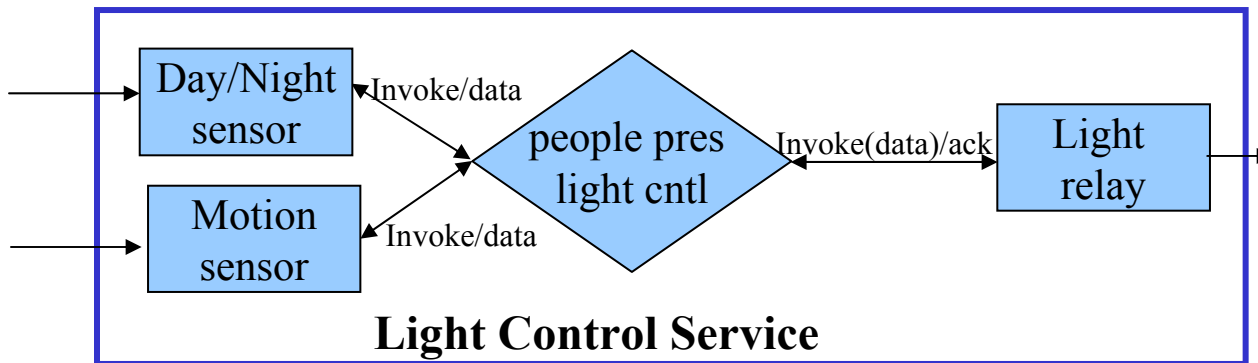 Day/Night
sensor
Invoke/data
people pres
light cntl
Invoke(data)/ack
Light
relay
Motion
sensor
Invoke/data
Light Control Service